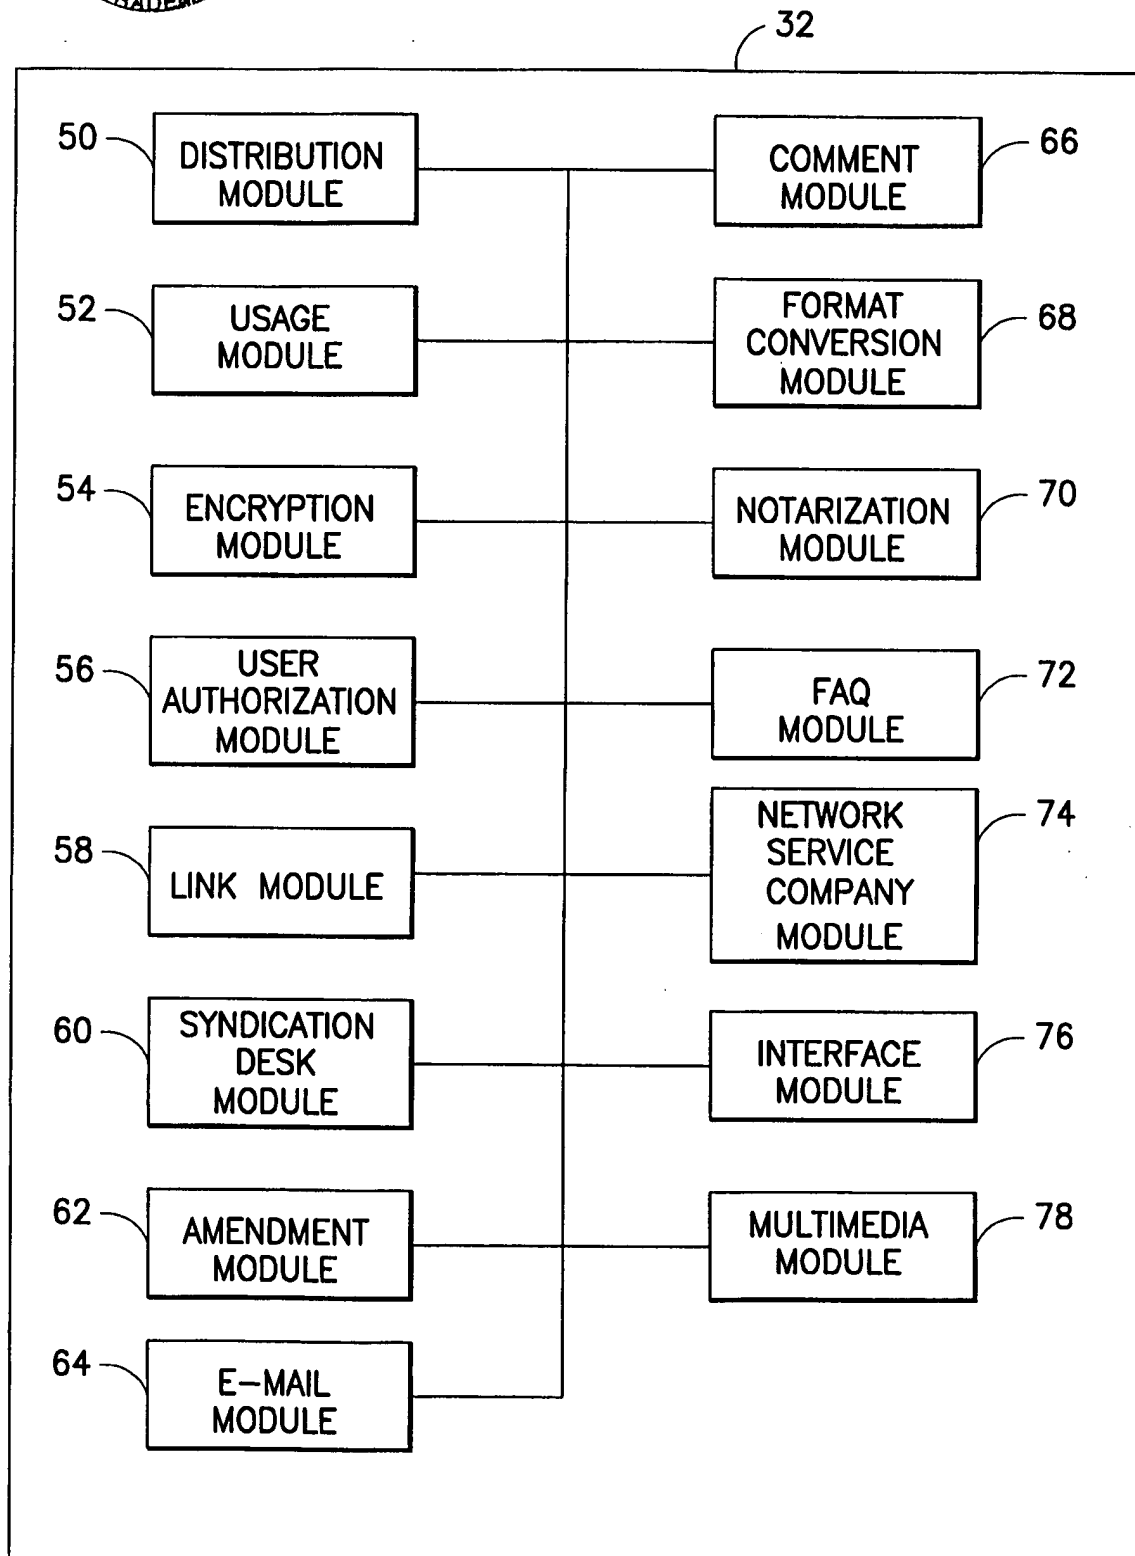 32
50
DISTRIBUTION
MODULE
COMMENT
MODULE
66
52
USAGE
MODULE
FORMAT
CONVERSION
MODULE
68
54
ENCRYPTION
MODULE
NOTARIZATION
MODULE
70
56
USER
AUTHORIZATION
MODULE
FAQ
MODULE
72
58
LINK MODULE
NETWORK
SERVICE
COMPANY
MODULE
74
60
SYNDICATION
DESK
MODULE
INTERFACE
MODULE
76
62
AMENDMENT
MODULE
MULTIMEDIA
MODULE
78
64
E-MAIL
MODULE